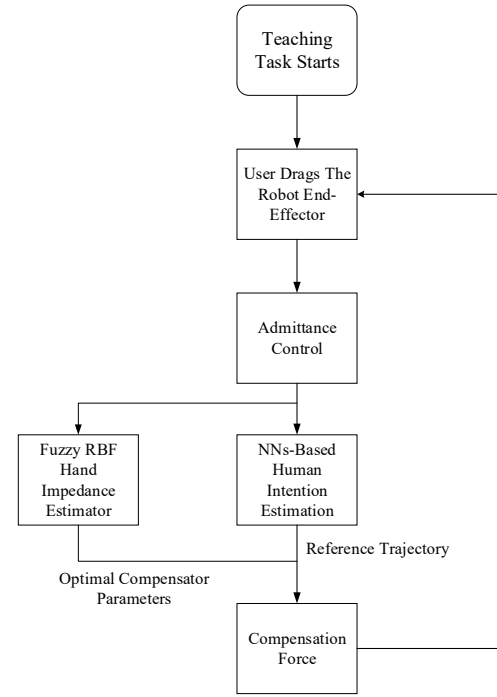 Teaching
Task Starts
User Drags The
Robot End-
Effector
Admittance
Control
Fuzzy RBF
Hand
Impedance
Estimator
NNs-Based
Human
Intention
Estimation
Reference Trajectory
Optimal Compensator
Parameters
Compensation
Force